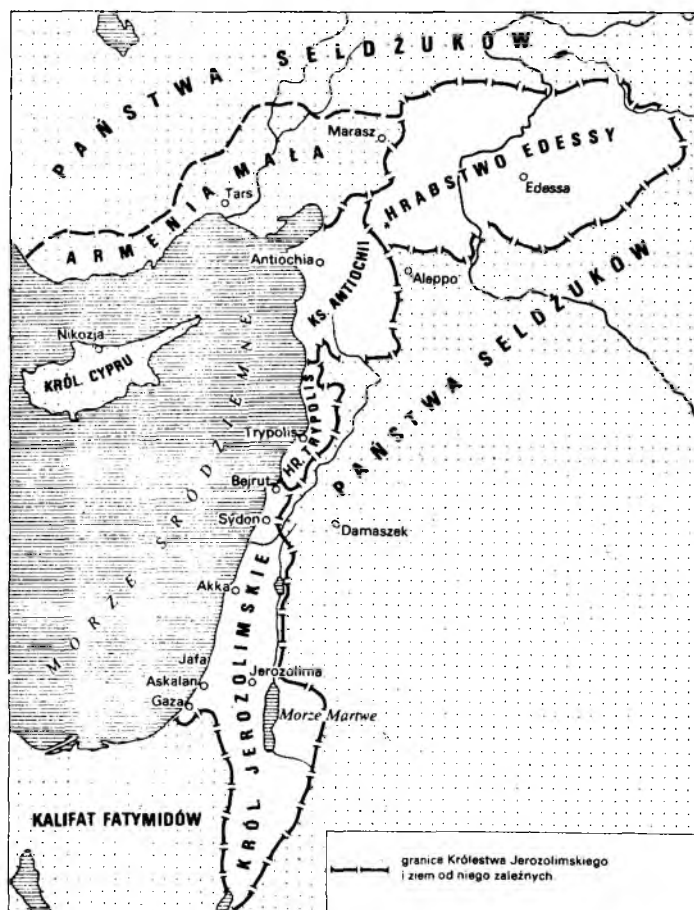 PAŃSTWA SELDŻUKÓW
Marasz
ARMENIA MAŁA
Tars
„HRABSTWO EDESSY
Edessa
Antiochia
Aleppo
KS. ANTIOCHII
PAŃSTWA SELDŻUKÓW
Nikozja
KRÓL. CYPRU
MORZE ŚRÓDZIEMNE
Trypolis
HR. TRYPOLIS
Bejrut
Sydon
Damaszek
Akka
KRÓL JEROZOLIMSKIE
Jafa
Jerozolima
Askalan
Gaza
Morze Martwe
KALIFAT FATYMIDÓW
granice Królestwa Jerozolimskiego
i ziem od niego zależnych